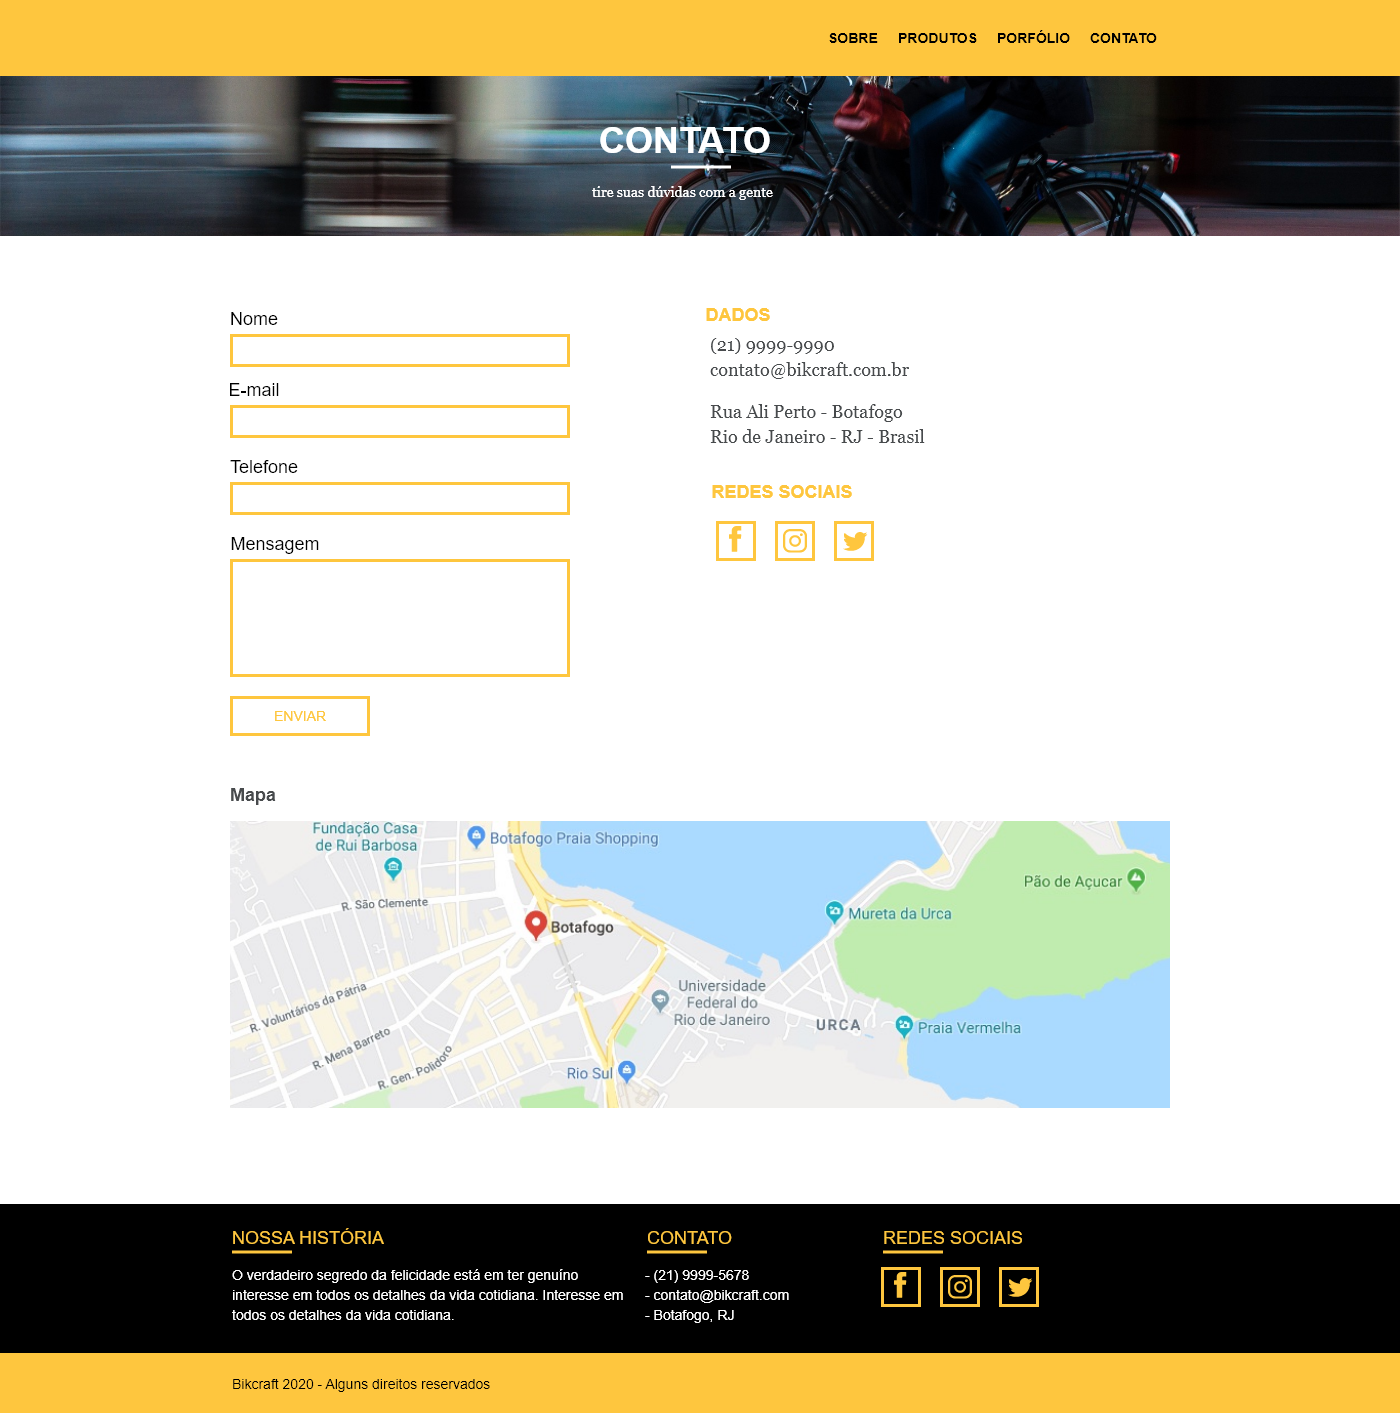 SOBRE PRODUTOS PORFÓLIO CONTATO
CONTATO
tire suas dúvidas com a gente
Nome
E-mail
Telefone
Mensagem
ENVIAR
DADOS
(21) 9999-9990
contato@bikcraft.com.br
Rua Ali Perto - Botafogo
Rio de Janeiro - RJ - Brasil
REDES SOCIAIS
Mapa
Fundação Casa
de Rui Barbosa
Botafogo Praia Shopping
Pão de Açucar
R. São Clemente
Mureta da Urca
Botafogo
Universidade
Federal do
Rio de Janeiro
R. Voluntários da Pátria
URCA
Praia Vermelha
R. Mena Barreto
R. Gen. Polidoro
Rio Sul
NOSSA HISTÓRIA
O verdadeiro segredo da felicidade está em ter genuíno
interesse em todos os detalhes da vida cotidiana. Interesse em
todos os detalhes da vida cotidiana.
CONTATO
- (21) 9999-5678
- contato@bikcraft.com
- Botafogo, RJ
REDES SOCIAIS
Bikcraft 2020 - Alguns direitos reservados